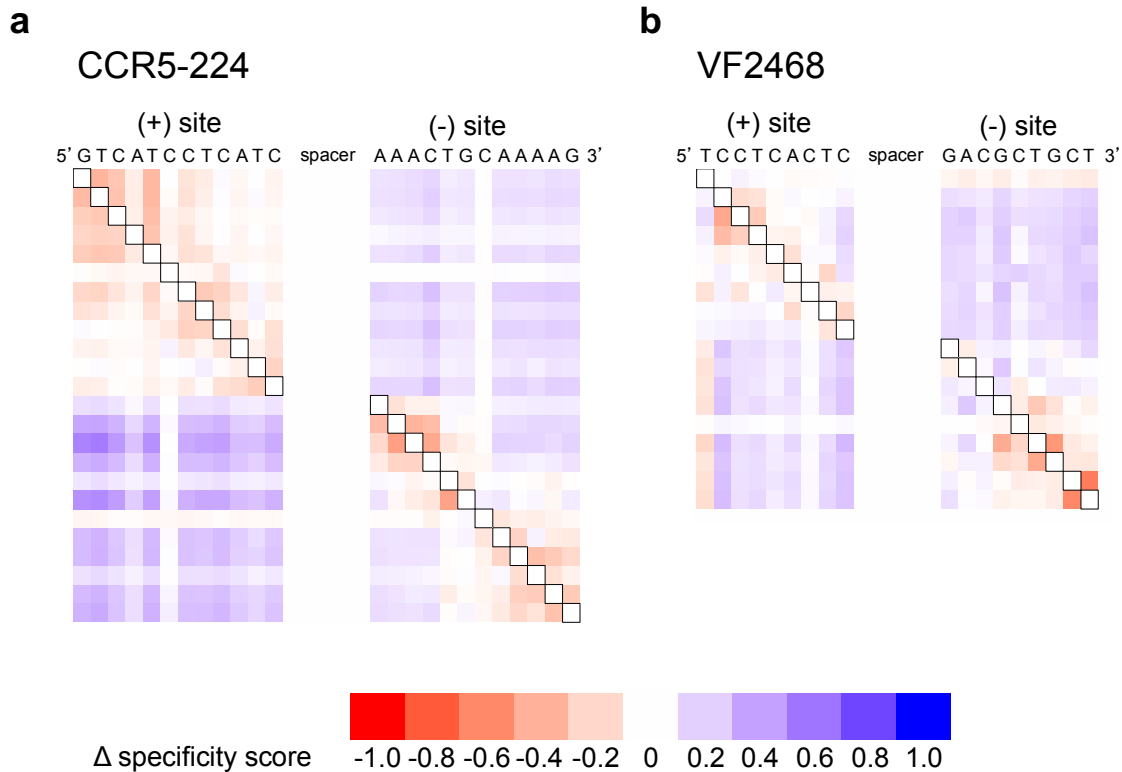 a
b
CCR5-224
VF2468
(+) site
(-) site
(+) site
(-) site
5’ G T C A T C C T C A T C spacer A A A C T G C A A A A G 3’
5’ T C C T C A C T C spacer G A C G C T G C T 3’
Δ specificity score -1.0 -0.8 -0.6 -0.4 -0.2 0 0.2 0.4 0.6 0.8 1.0